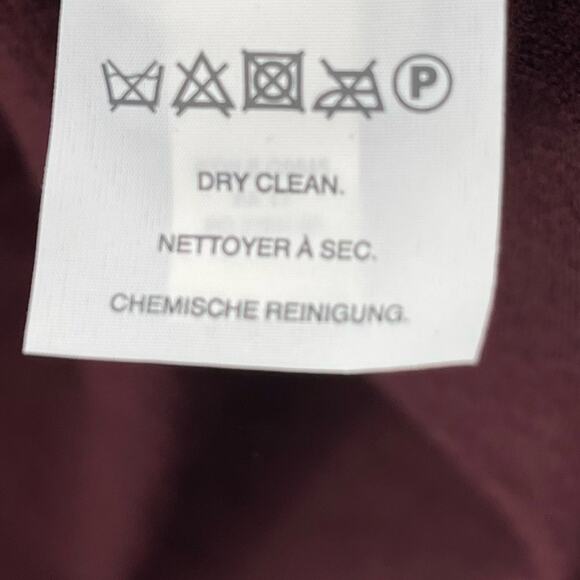 P
DRY CLEAN.
NETTOYER À SEC.
CHEMISCHE REINIGUNG.